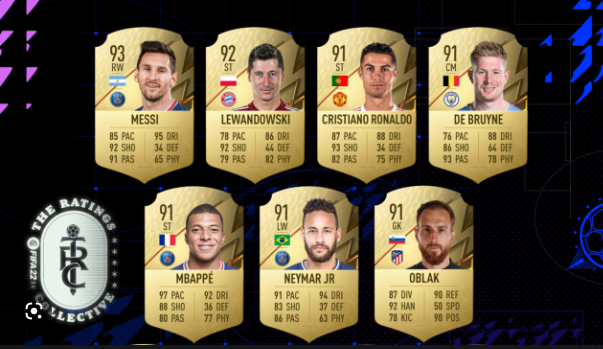 93
RW
MESSI
85 PAC 95 DRI
92 SHO 34 DEF
91 PAS 65 PHY
92
ST
LEWANDOWSKI
78 PAC 86 DRI
92 SHO 44 DEF
79 PAS 82 PHY
91
ST
CRISTIANO RONALDO
87 PAC 88 DRI
93 SHO 34 DEF
82 PAS 75 PHY
91
CM
DE BRUYNE
76 PAC 88 DRI
86 SHO 64 DEF
93 PAS 78 PHY
91
ST
MBAPPÉ
97 PAC 92 DRI
88 SHO 36 DEF
80 PAS 77 PHY
91
LW
NEYMAR JR
91 PAC 94 DRI
83 SHO 37 DEF
86 PAS 63 PHY
91
GK
OBLAK
87 DIV 90 REF
92 HAN 50 SPD
78 KIC 90 POS
THE RATINGS
COLLECTIVE
TRC
FIFA 22